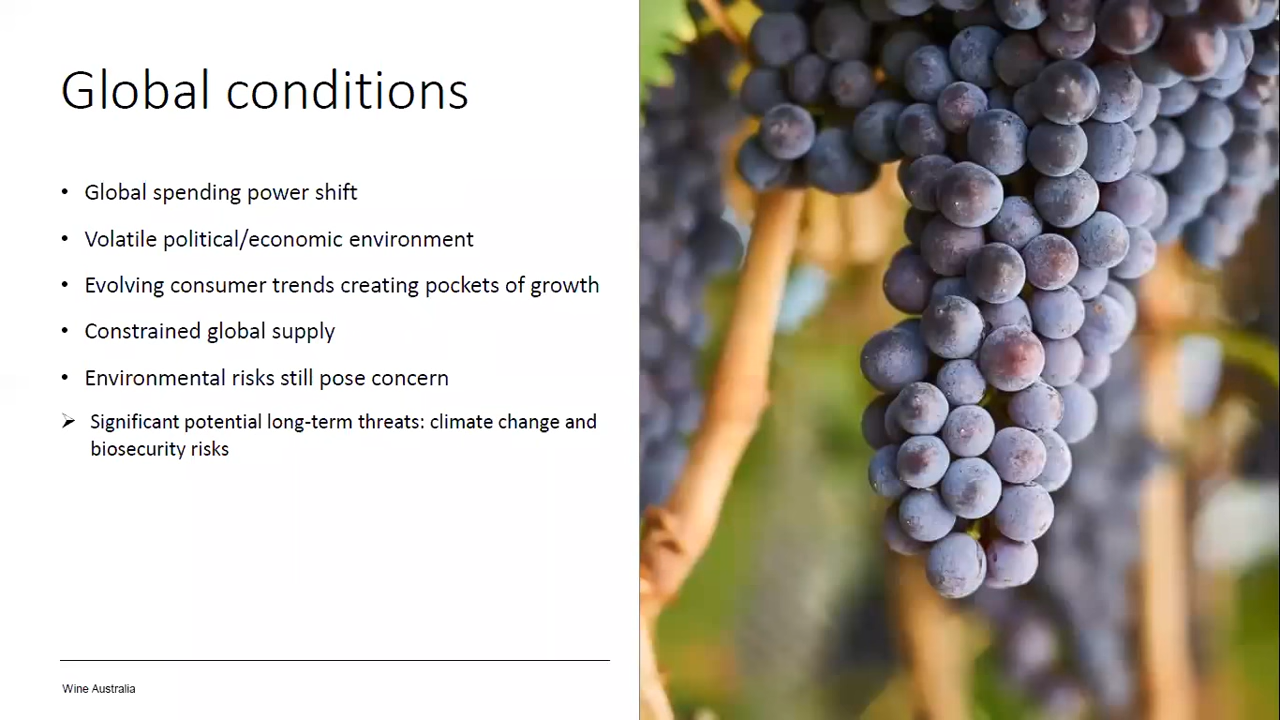 Global conditions
• Global spending power shift
• Volatile political/economic environment
• Evolving consumer trends creating pockets of growth
• Constrained global supply
• Environmental risks still pose concern
➢ Significant potential long-term threats: climate change and
biosecurity risks
Wine Australia